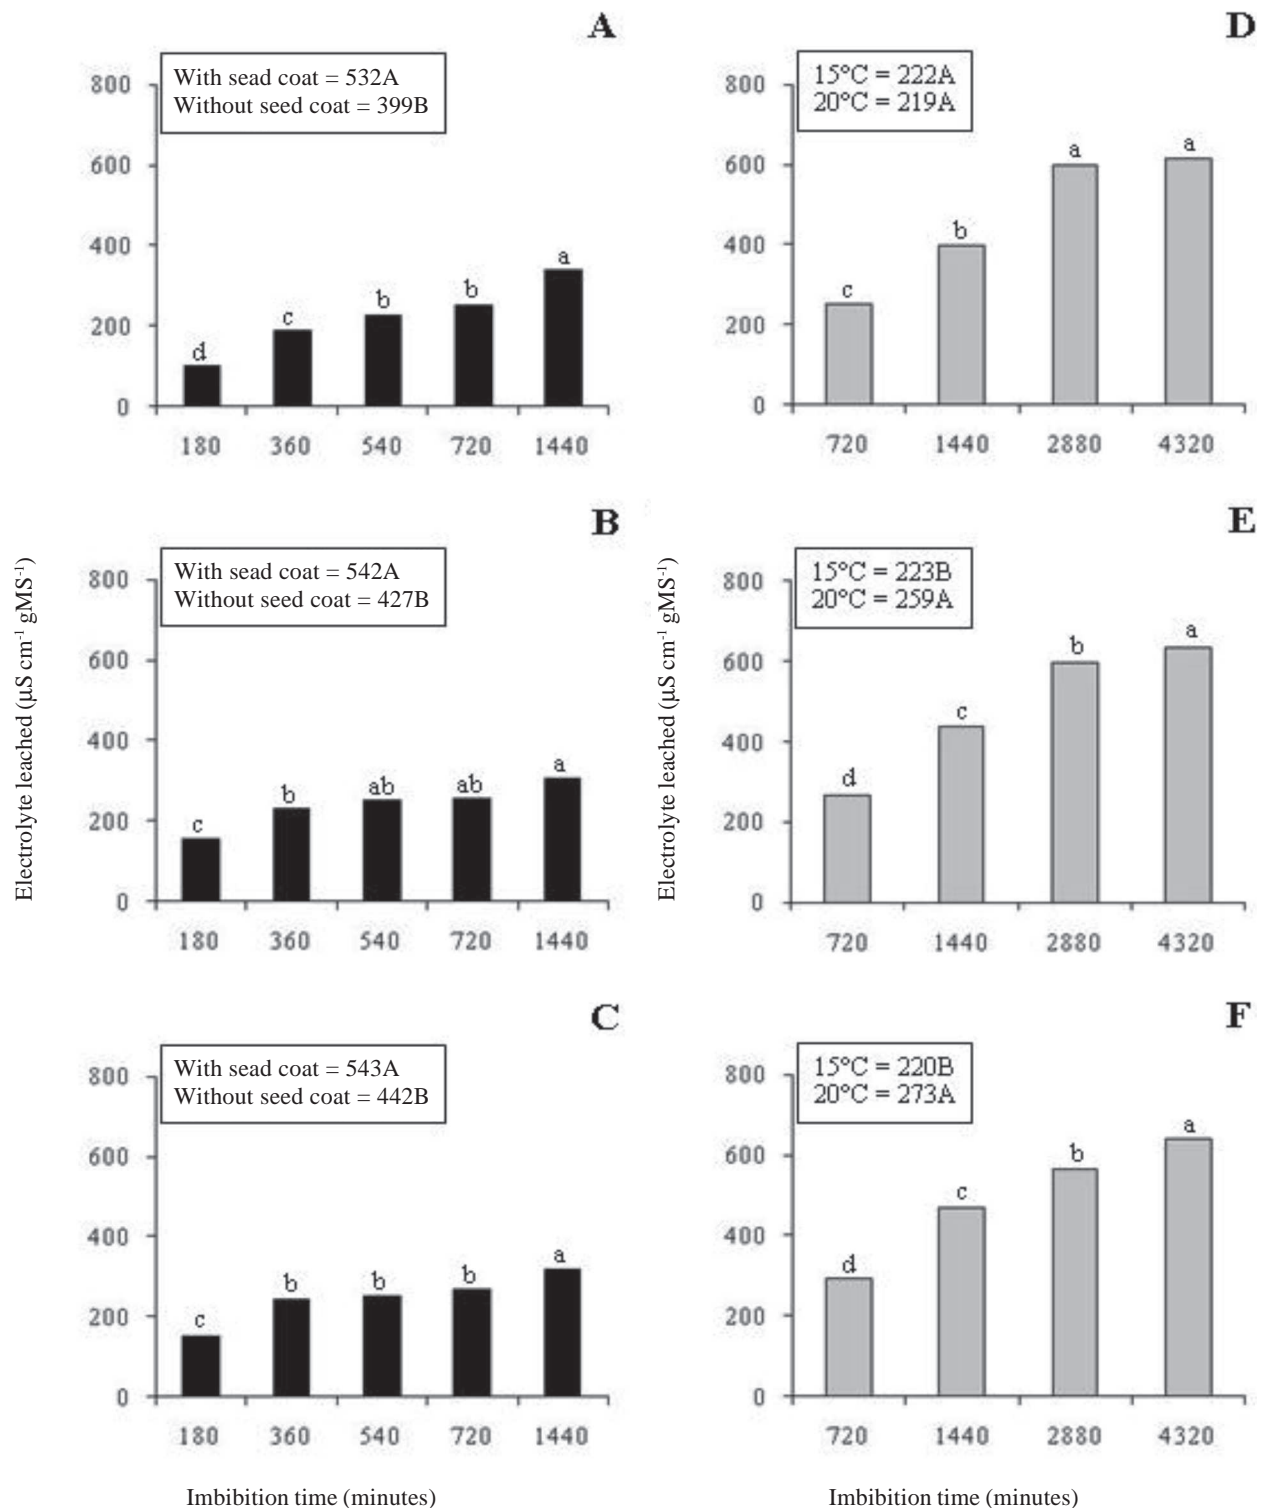 A
With sead coat = 532A
Without seed coat = 399B
800
600
400
200
0
d
c
b
b
a
180 360 540 720 1440
D
15°C = 222A
20°C = 219A
800
600
400
200
0
c
b
a
a
720 1440 2880 4320
B
With sead coat = 542A
Without seed coat = 427B
800
600
400
200
0
c
b
ab
ab
a
180 360 540 720 1440
Electrolyte leached (µS cm-1 gMS-1)
E
15°C = 223B
20°C = 259A
800
600
400
200
0
d
c
b
a
720 1440 2880 4320
Electrolyte leached (µS cm-1 gMS-1)
C
With sead coat = 543A
Without seed coat = 442B
800
600
400
200
0
c
b
b
b
a
180 360 540 720 1440
Imbibition time (minutes)
F
15°C = 220B
20°C = 273A
800
600
400
200
0
d
c
b
a
720 1440 2880 4320
Imbibition time (minutes)